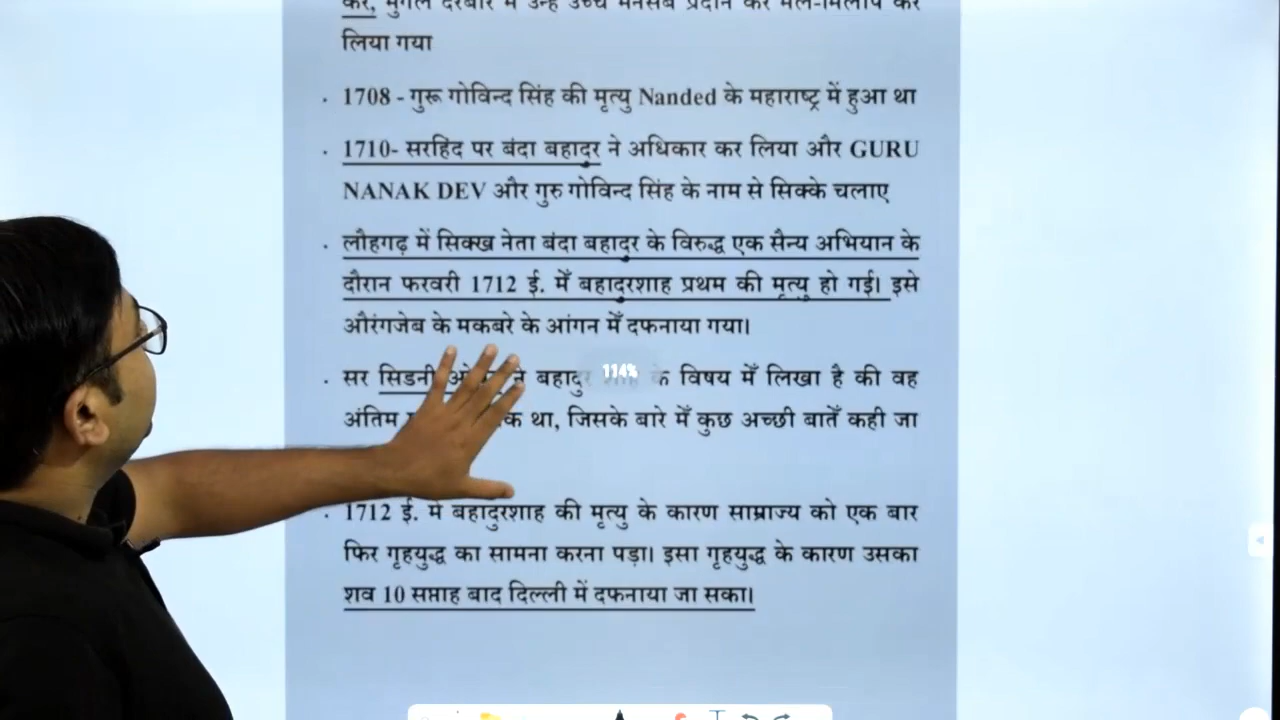 लिया गया
. 1708 - गुरू गोविन्द सिंह की मृत्यु Nanded के महाराष्ट्र में हुआ था
. 1710- सरहिंद पर बंदा बहादुर ने अधिकार कर लिया और GURU
NANAK DEV और गुरु गोविन्द सिंह के नाम से सिक्के चलाए
. लौहगढ़ में सिक्ख नेता बंदा बहादुर के विरुद्ध एक सैन्य अभियान के
दौरान फरवरी 1712 ई. मेँ बहादुरशाह प्रथम की मृत्यु हो गई। इसे
औरंगजेब के मकबरे के आंगन मेँ दफनाया गया।
. सर सिडनी ने बहादुर के विषय मेँ लिखा है की वह
114%
अंतिम था, जिसके बारे मेँ कुछ अच्छी बातेँ कही जा
. 1712 ई. में बहादुरशाह की मृत्यु के कारण साम्राज्य को एक बार
फिर गृहयुद्ध का सामना करना पड़ा। इसा गृहयुद्ध के कारण उसका
शव 10 सप्ताह बाद दिल्ली में दफनाया जा सका।